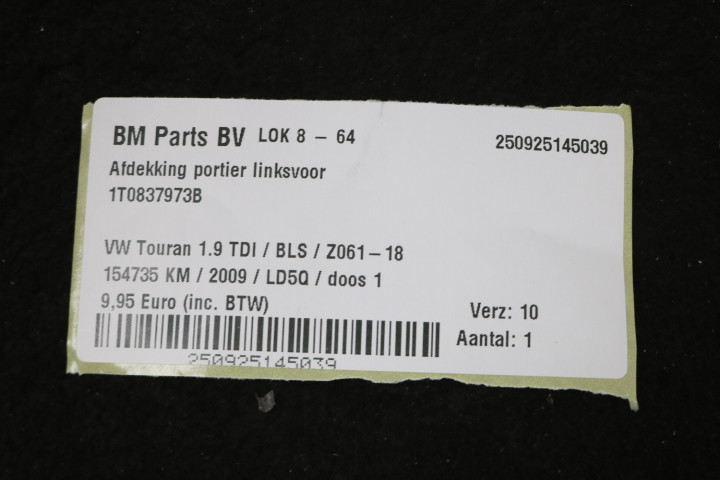 BM Parts BV LOK 8 - 64
250925145039
Afdekking portier linksvoor
1T0837973B
VW Touran 1.9 TDI / BLS / Z061-18
154735 KM / 2009 / LD5Q / doos 1
9,95 Euro (inc. BTW)
Verz: 10
Aantal: 1
250925145039